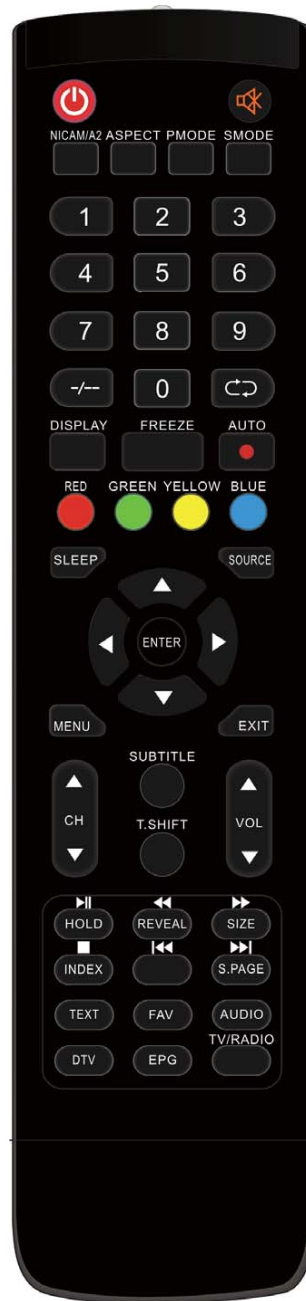 NICAM/A2 ASPECT PMODE SMODE
1 2 3
4 5 6
7 8 9
-/-- 0
DISPLAY FREEZE AUTO
RED GREEN YELLOW BLUE
SLEEP SOURCE
ENTER
MENU EXIT
SUBTITLE
CH T.SHIFT VOL
HOLD REVEAL SIZE
INDEX S.PAGE
TEXT FAV AUDIO
TV/RADIO
DTV EPG